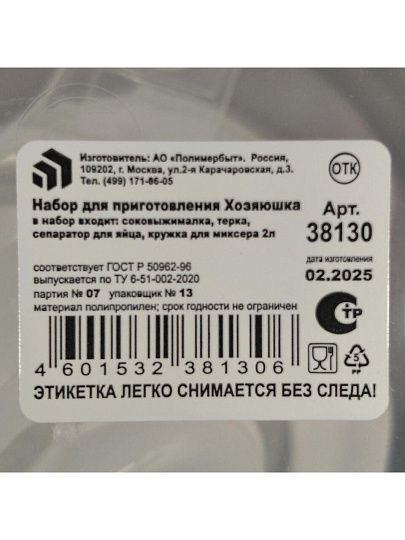 Изготовитель: АО «Полимербыт». Россия,
109202, г. Москва, ул.2-я Карачаровская, д.3.
Тел. (499) 171-06-05
ОТК
Набор для приготовления Хозяюшка
в набор входит: соковыжималка, терка,
сепаратор для яйца, кружка для миксера 2л
Арт.
38130
соответствует ГОСТ Р 50962-96
выпускается по ТУ 6-51-002-2020
партия № 07 упаковщик № 13
материал полипропилен; срок годности не ограничен
дата изготовления
02.2025
СТР
4 601532 381306
5
PP
ЭТИКЕТКА ЛЕГКО СНИМАЕТСЯ БЕЗ СЛЕДА!